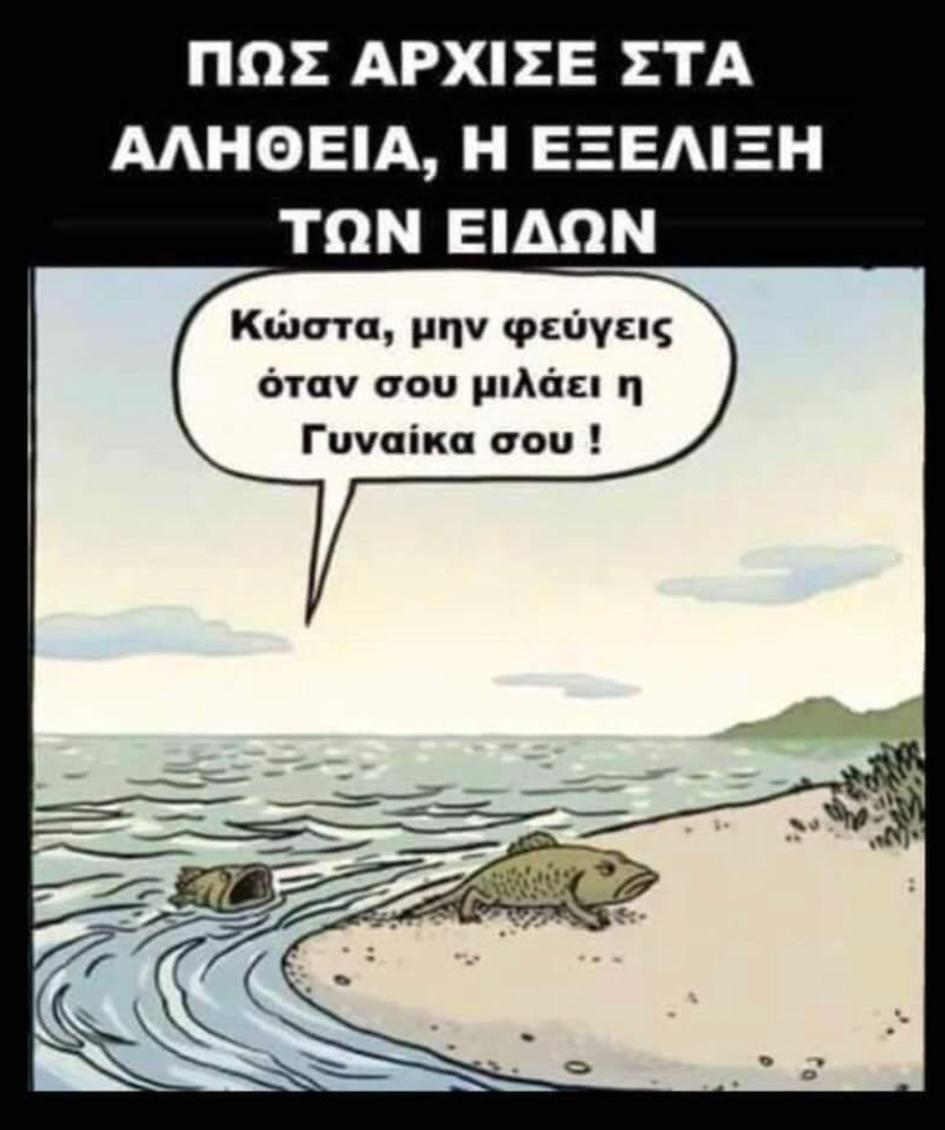 ΠΩΣ ΑΡΧΙΣΕ ΣΤΑ
ΑΛΗΘΕΙΑ, Η ΕΞΕΛΙΞΗ
ΤΩΝ ΕΙΔΩΝ
Κώστα, μην φεύγεις
όταν σου μιλάει η
Γυναίκα σου !